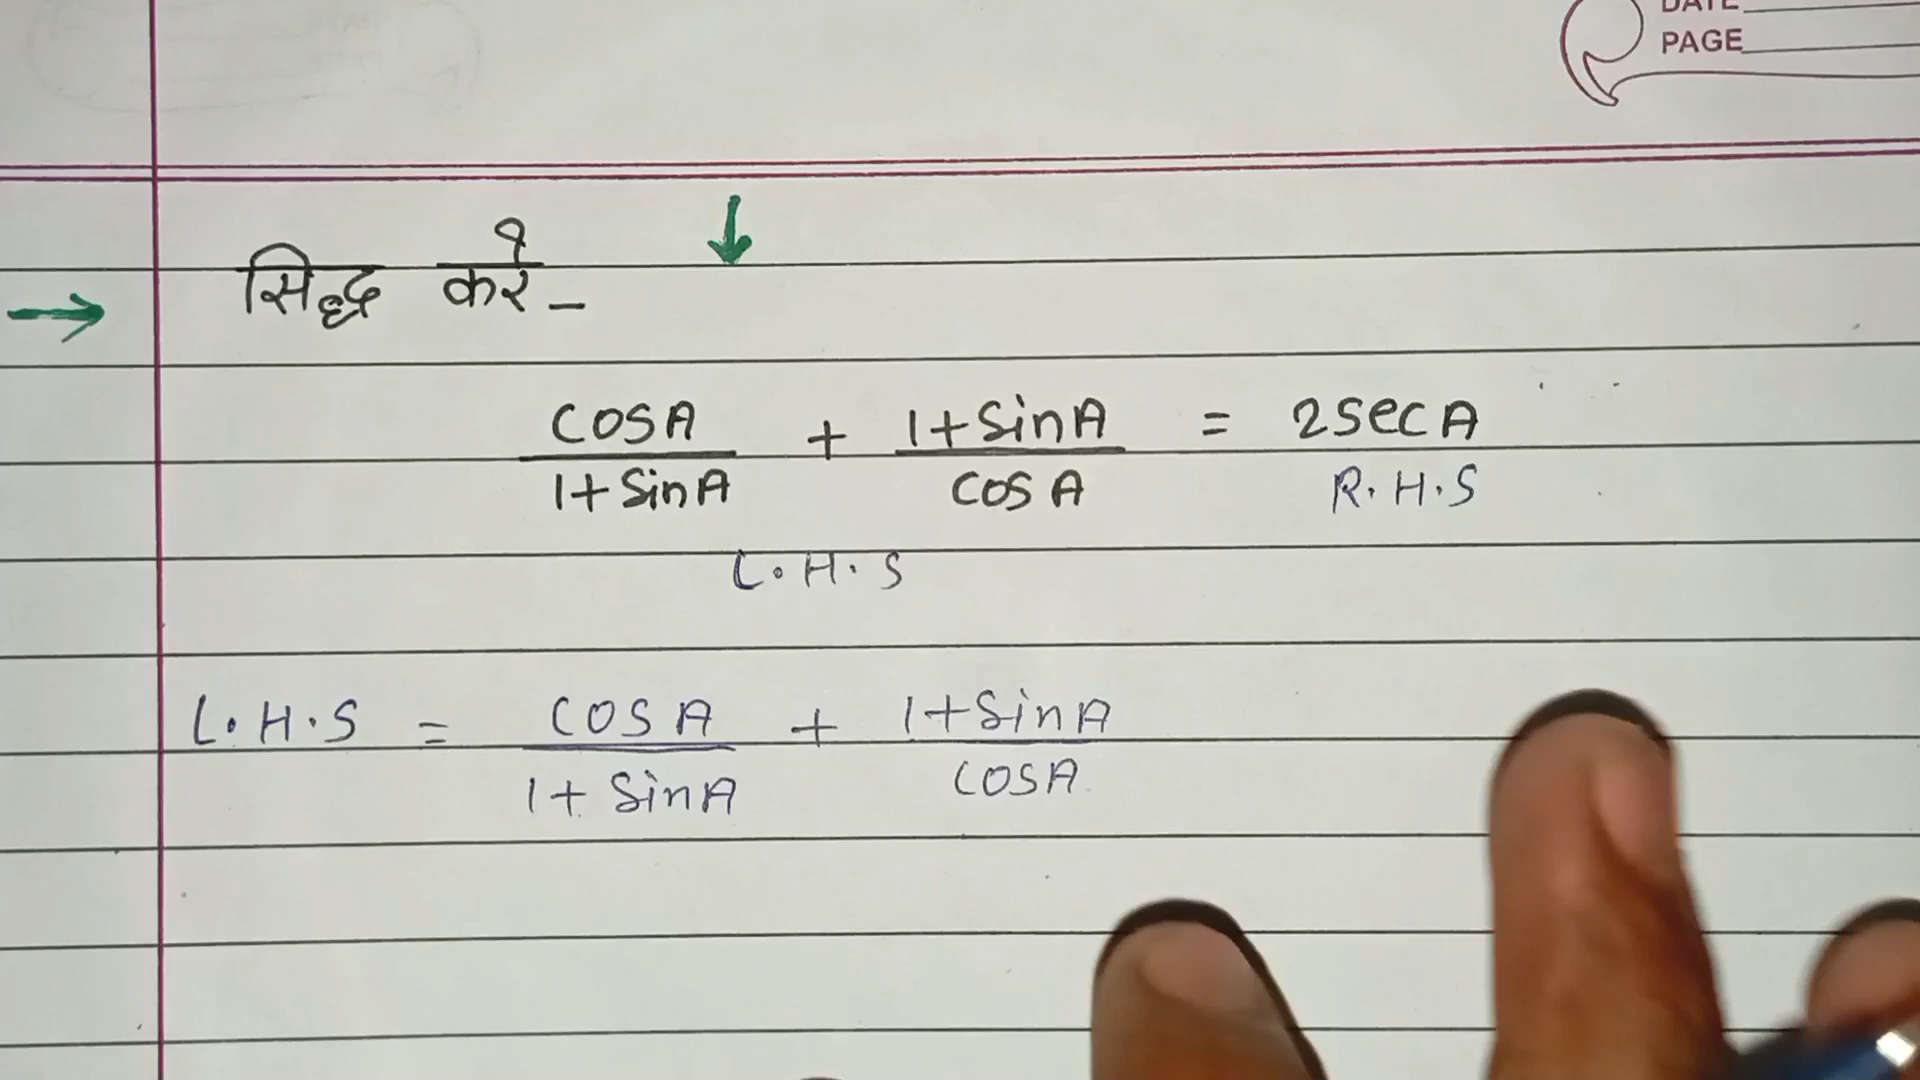 DATE
PAGE
सिद्ध करें -
COSA/1+SinA + 1+SinA/COSA = 2SecA
R.H.S
L.H.S
L.H.S = COSA/1+SinA + 1+SinA/COSA